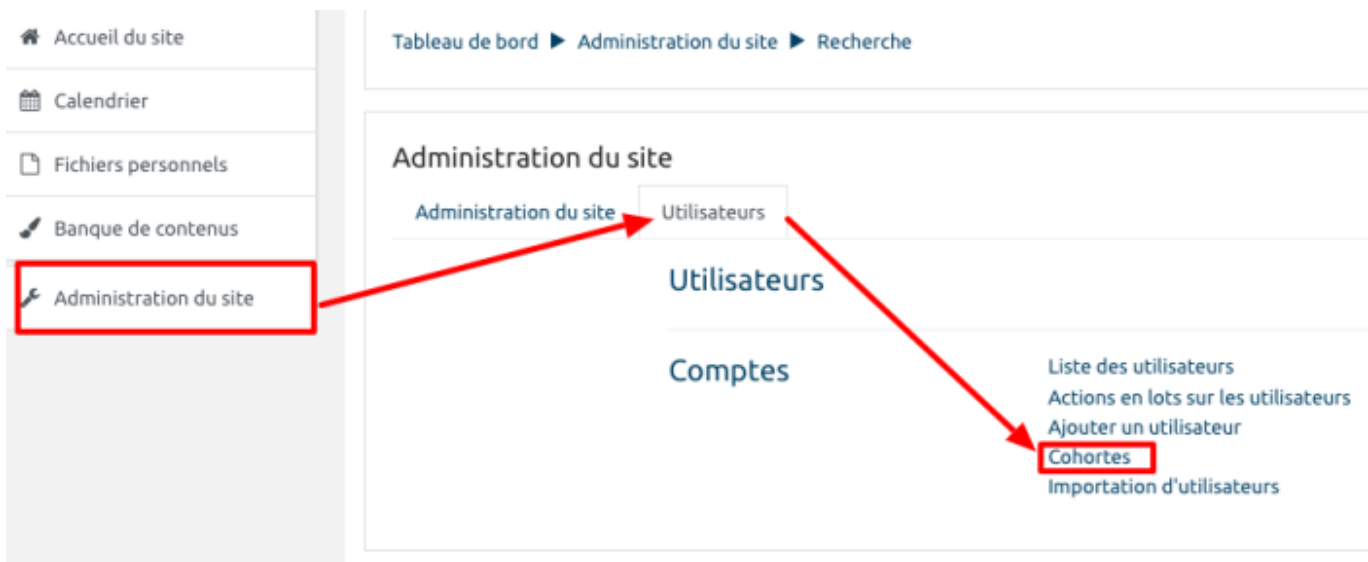 Accueil du site
Calendrier
Fichiers personnels
Banque de contenus
Administration du site
Tableau de bord ▶ Administration du site ▶ Recherche
Administration du site
Administration du site Utilisateurs
Utilisateurs
Comptes
Liste des utilisateurs
Actions en lots sur les utilisateurs
Ajouter un utilisateur
Cohortes
Importation d'utilisateurs